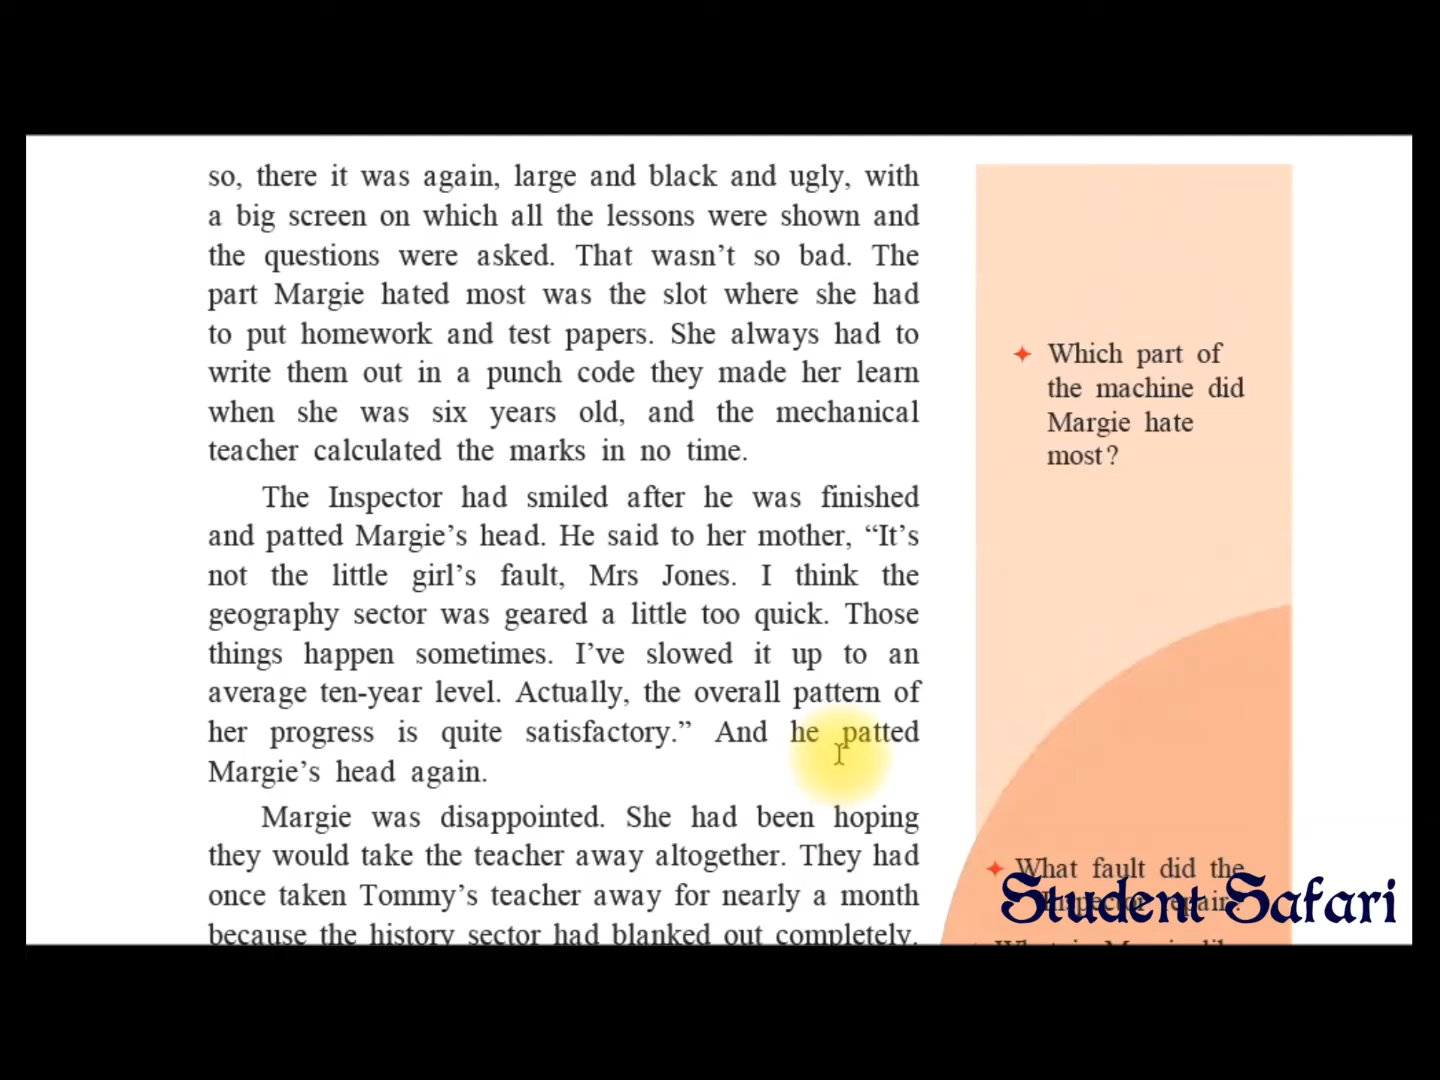 so, there it was again, large and black and ugly, with
a big screen on which all the lessons were shown and
the questions were asked. That wasn’t so bad. The
part Margie hated most was the slot where she had
to put homework and test papers. She always had to
write them out in a punch code they made her learn
when she was six years old, and the mechanical
teacher calculated the marks in no time.
The Inspector had smiled after he was finished
and patted Margie’s head. He said to her mother, “It’s
not the little girl’s fault, Mrs Jones. I think the
geography sector was geared a little too quick. Those
things happen sometimes. I’ve slowed it up to an
average ten-year level. Actually, the overall pattern of
her progress is quite satisfactory.” And he patted
Margie’s head again.
Margie was disappointed. She had been hoping
they would take the teacher away altogether. They had
once taken Tommy’s teacher away for nearly a month
because the history sector had blanked out completely.
Which part of
the machine did
Margie hate
most?
What fault did the
Inspector repair?
Student Safari